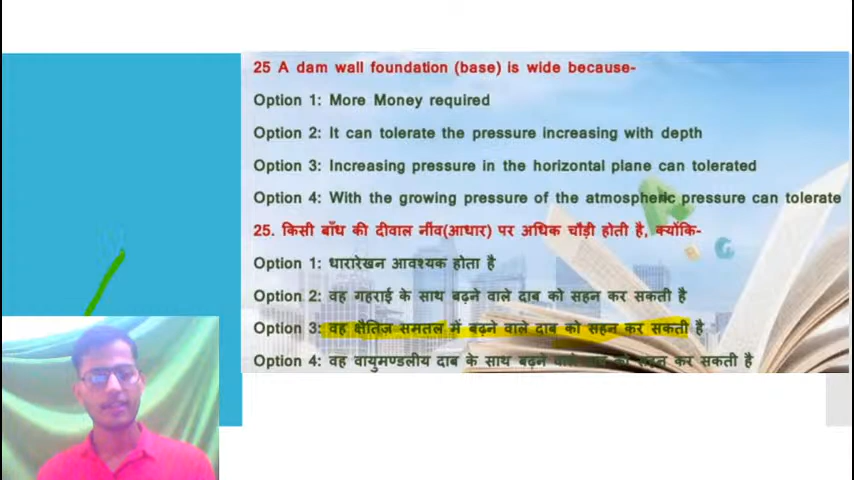 25 A dam wall foundation (base) is wide because-
Option 1: More Money required
Option 2: It can tolerate the pressure increasing with depth
Option 3: Increasing pressure in the horizontal plane can tolerated
Option 4: With the growing pressure of the atmospheric pressure can tolerate
25. किसी बाँध की दीवाल नींव(आधार) पर अधिक चौड़ी होती है, क्योंकि-
Option 1: धारारेखन आवश्यक होता है
Option 2: वह गहराई के साथ बढ़ने वाले दाब को सहन कर सकती है
Option 3: वह क्षैतिज समतल में बढ़ने वाले दाब को सहन कर सकती है
Option 4: वह वायुमण्डलीय दाब के साथ बढ़ने वाले दाब को सहन कर सकती है